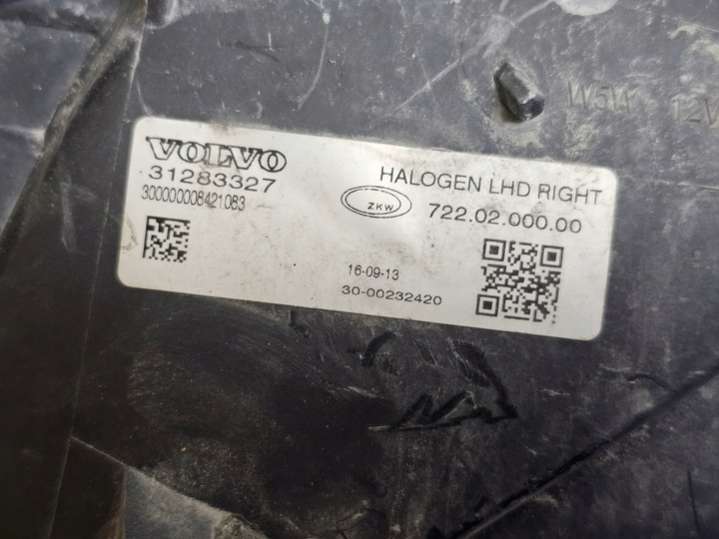 VOLVO
31283327
300000008421083
HALOGEN LHD RIGHT
ZKW
722.02.000.00
16-09-13
30-00232420
W5W 12V